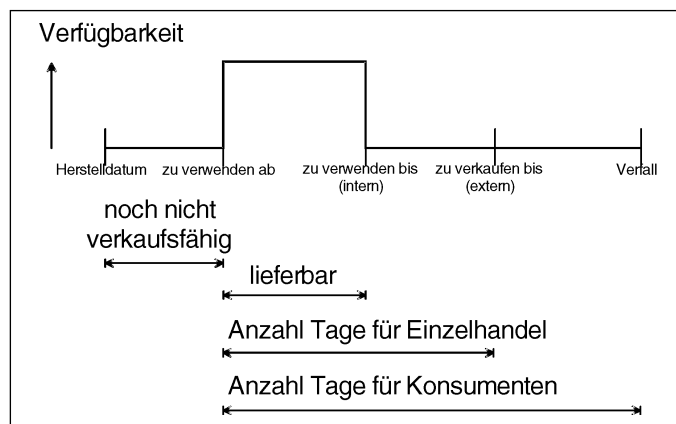 Verfügbarkeit
Herstelldatum zu verwenden ab zu verwenden bis zu verkaufen bis Verfall
(intern) (extern)
noch nicht
verkaufsfähig
lieferbar
Anzahl Tage für Einzelhandel
Anzahl Tage für Konsumenten